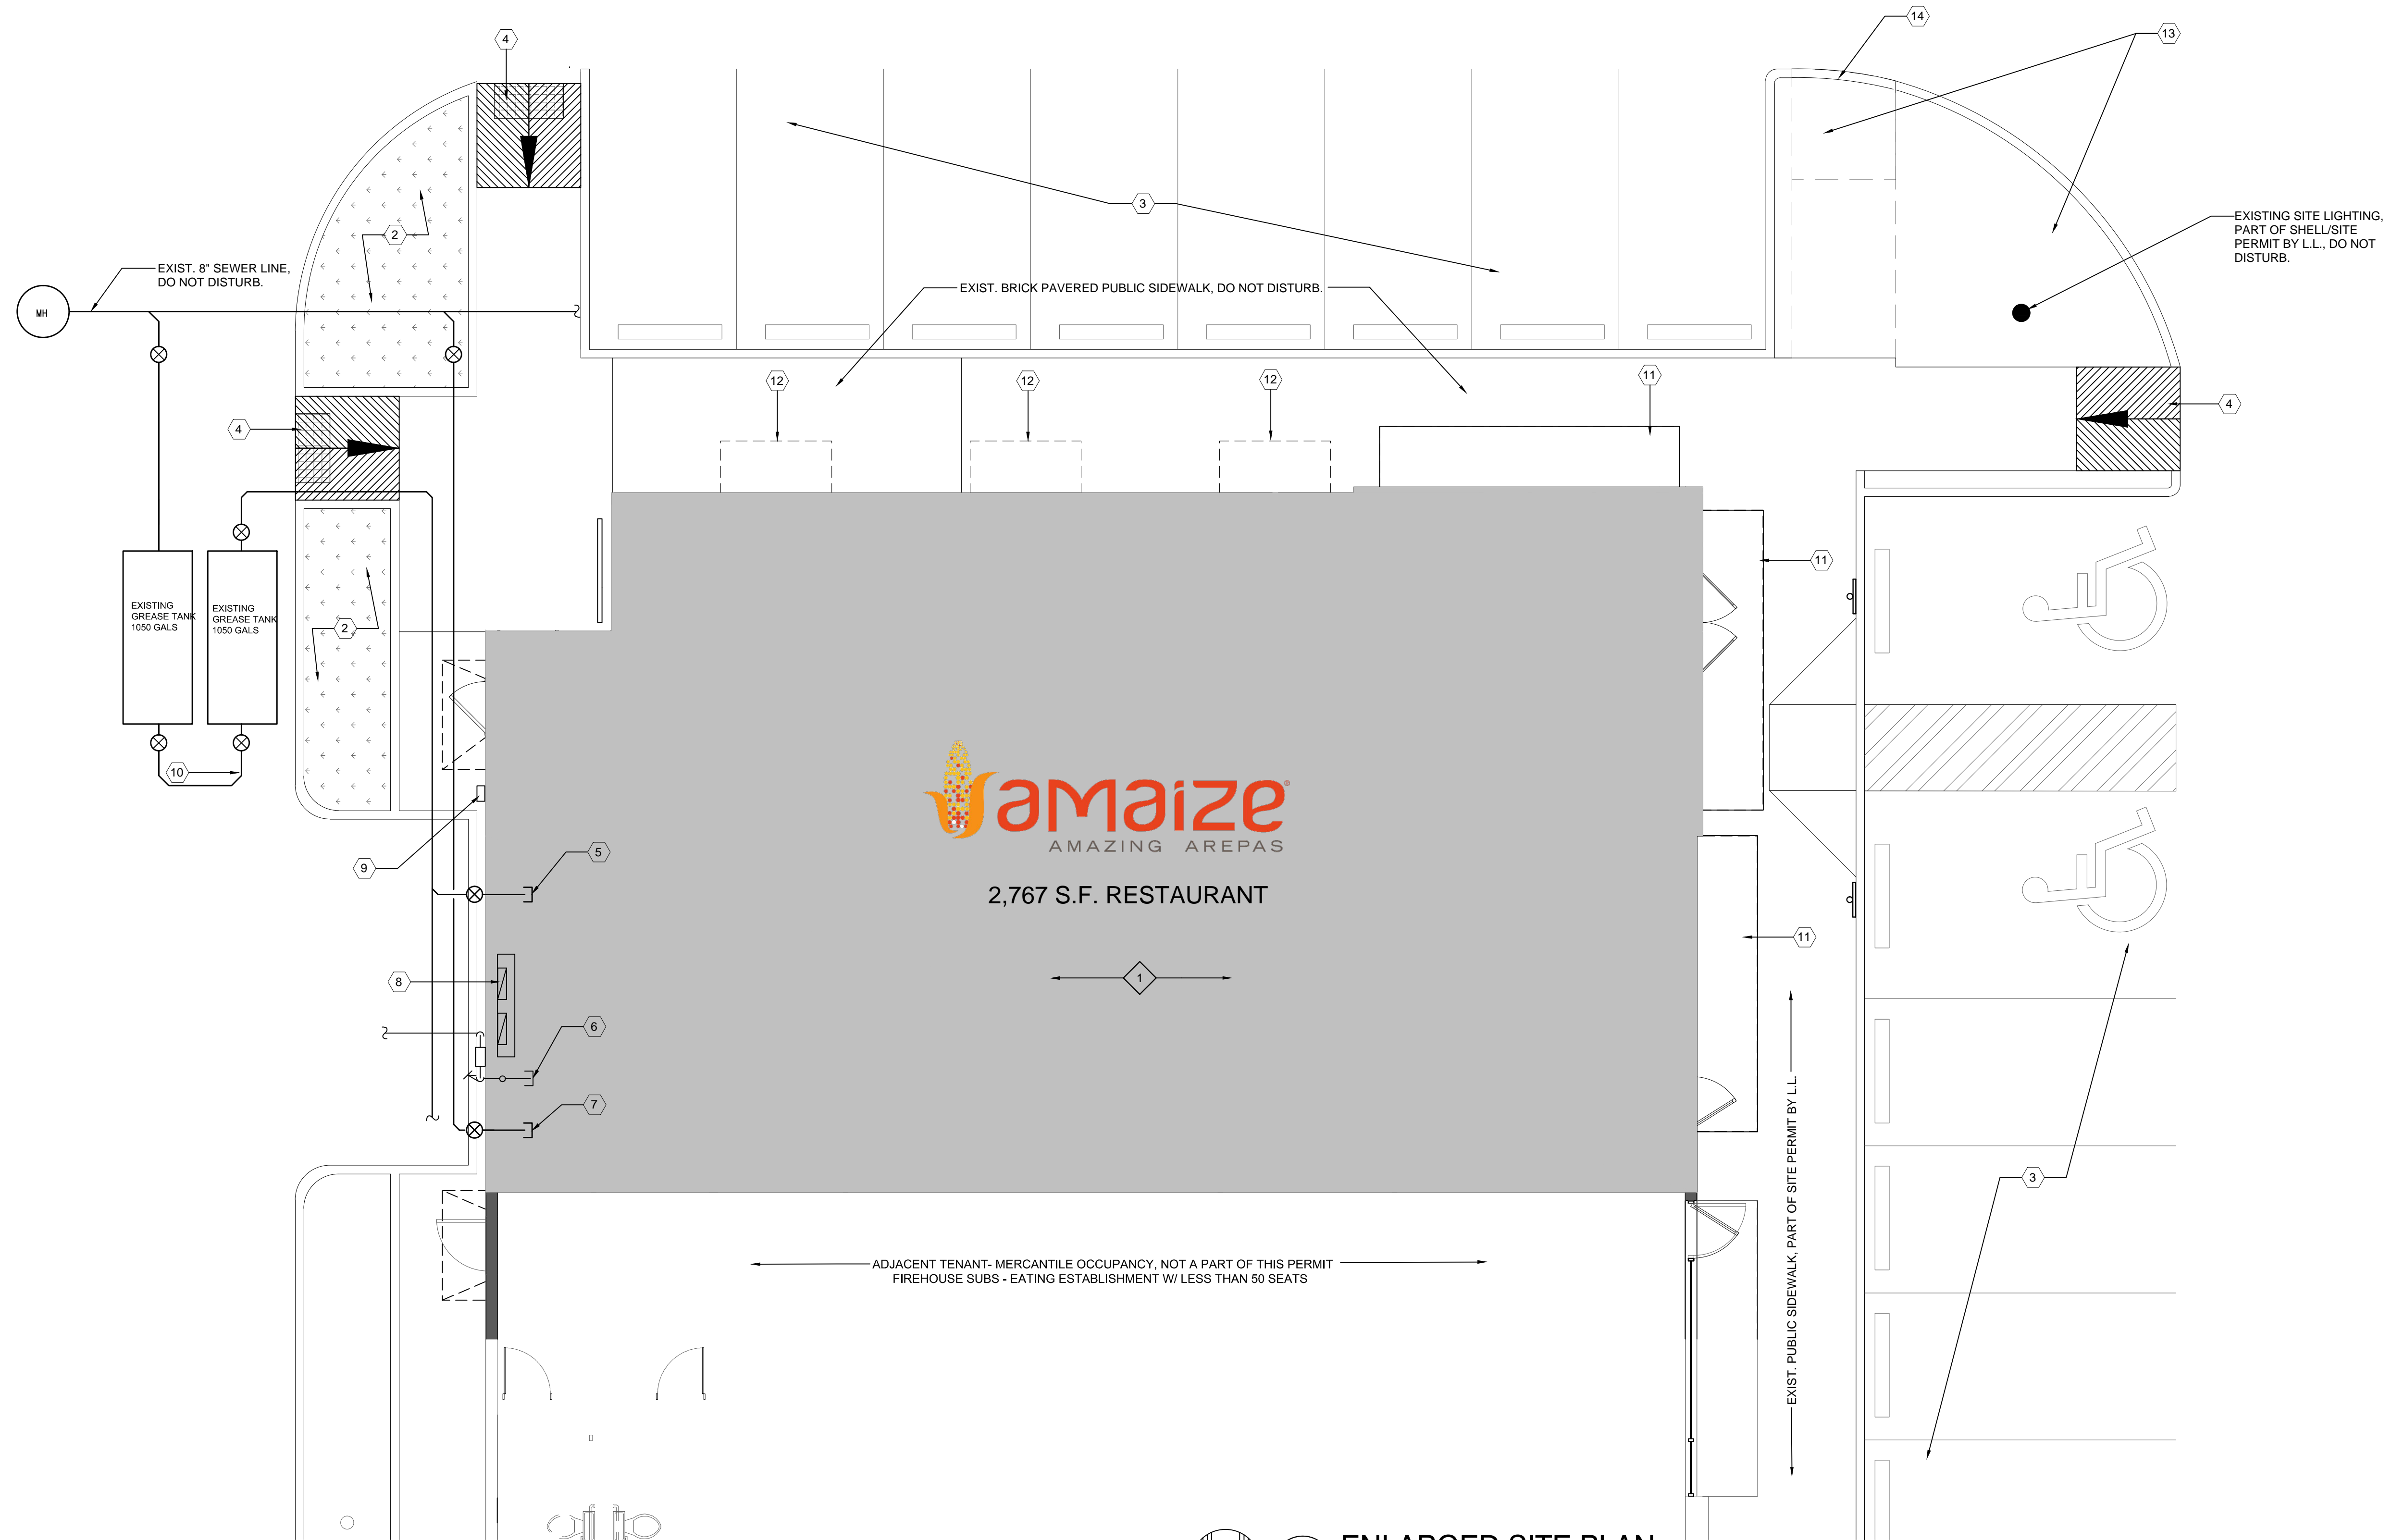 14
13
4
3
2
EXISTING SITE LIGHTING,
PART OF SHELL/SITE
PERMIT BY L.L., DO NOT
DISTURB.
EXIST. 8" SEWER LINE,
DO NOT DISTURB.
MH
EXIST. BRICK PAVERED PUBLIC SIDEWALK, DO NOT DISTURB.
12
12
12
11
4
4
11
EXISTING
GREASE TANK
1050 GALS
EXISTING
GREASE TANK
1050 GALS
2
10
9
amaize®
AMAZING AREPAS
5
2,767 S.F. RESTAURANT
11
8
1
6
7
EXIST. PUBLIC SIDEWALK, PART OF SITE PERMIT BY L.L.
3
ADJACENT TENANT- MERCANTILE OCCUPANCY, NOT A PART OF THIS PERMIT
FIREHOUSE SUBS - EATING ESTABLISHMENT W/ LESS THAN 50 SEATS
ENLARGED SITE PLAN